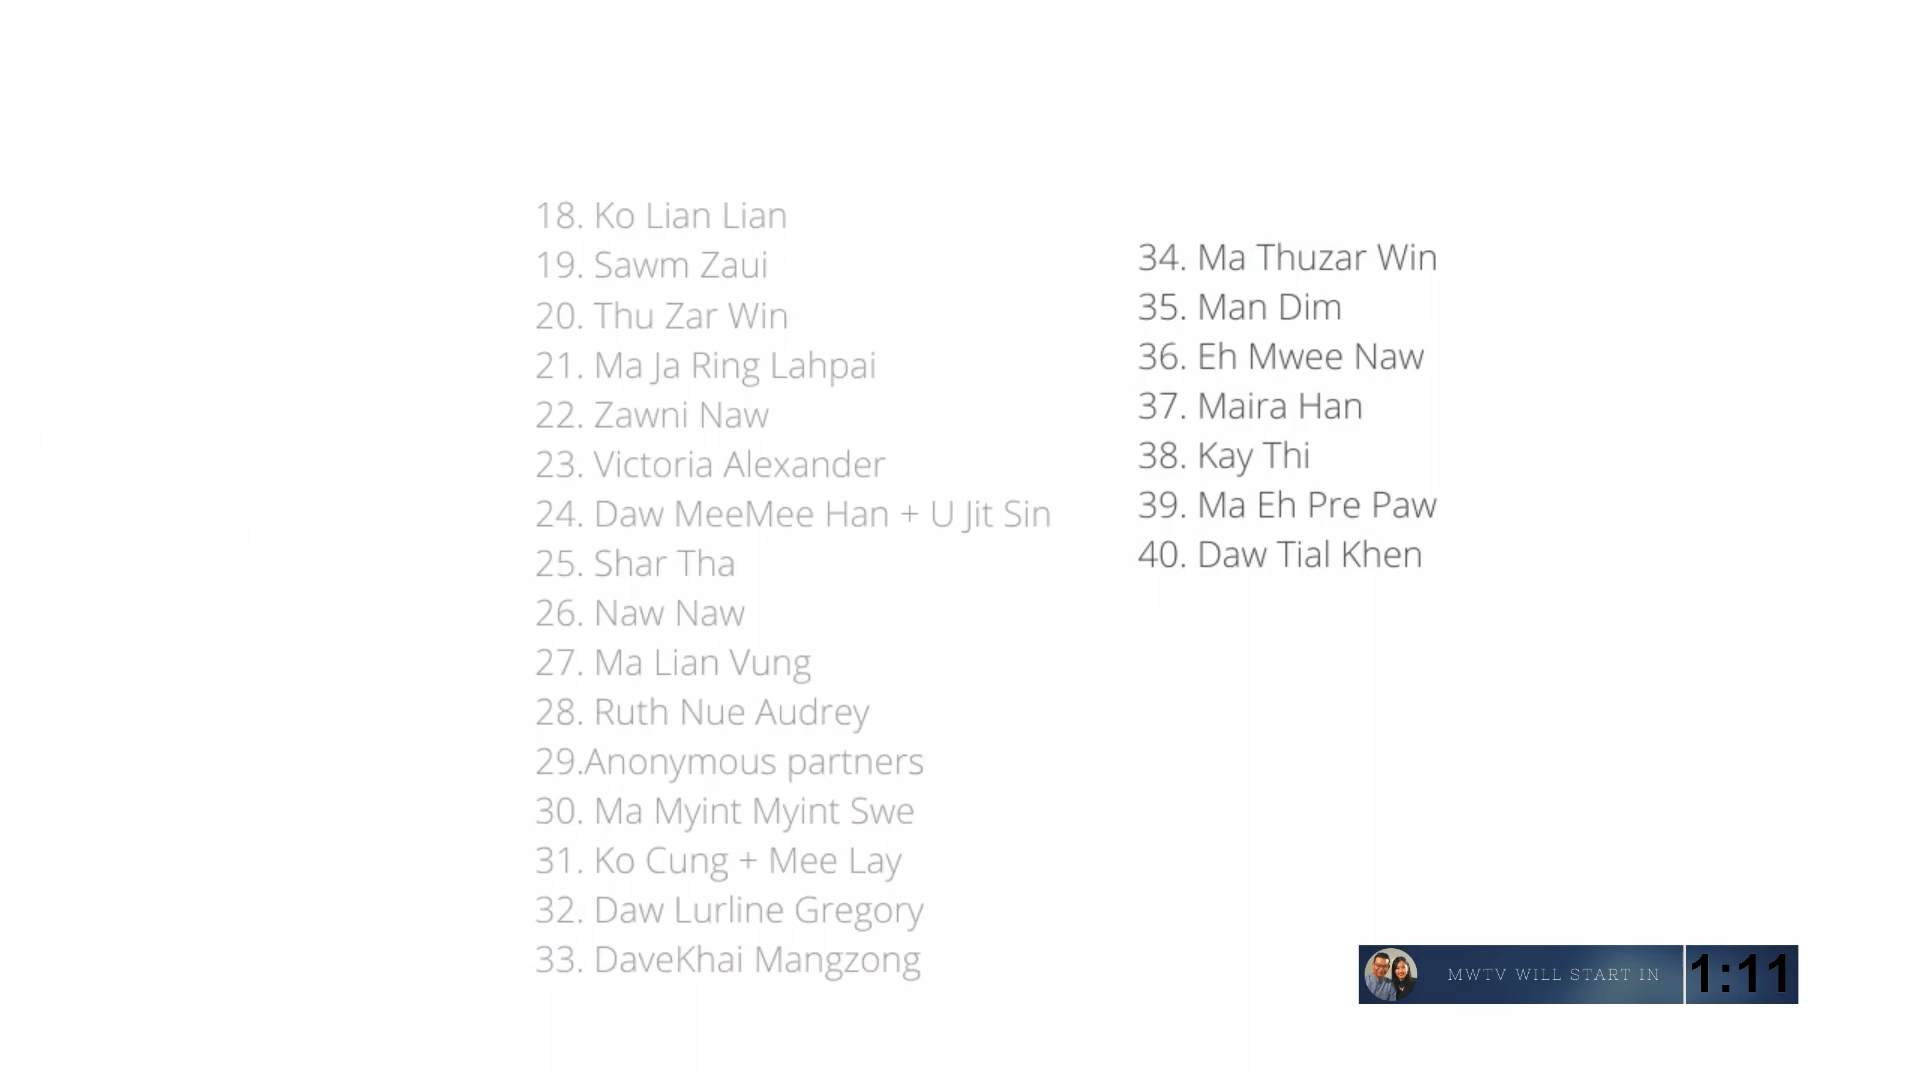 18. Ko Lian Lian
19. Sawm Zaui
20. Thu Zar Win
21. Ma Ja Ring Lahpai
22. Zawni Naw
23. Victoria Alexander
24. Daw MeeMee Han + U Jit Sin
25. Shar Tha
26. Naw Naw
27. Ma Lian Vung
28. Ruth Nue Audrey
29.Anonymous partners
30. Ma Myint Myint Swe
31. Ko Cung + Mee Lay
32. Daw Lurline Gregory
33. DaveKhai Mangzong
34. Ma Thuzar Win
35. Man Dim
36. Eh Mwee Naw
37. Maira Han
38. Kay Thi
39. Ma Eh Pre Paw
40. Daw Tial Khen
MWTV WILL START IN 1:11